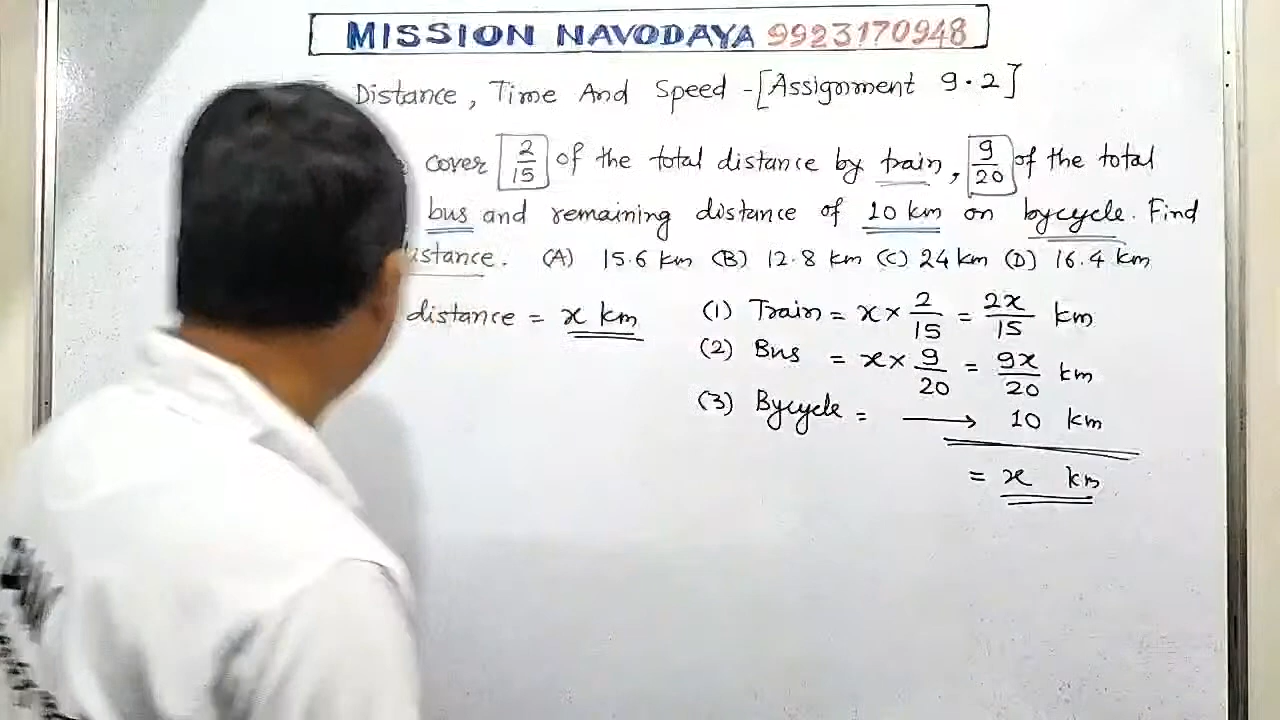 MISSION NAVODAYA 9923170948
Distance, Time And Speed - [Assignment 9.2]
cover 2/15 of the total distance by train, 9/20 of the total
bus and remaining distance of 10 km on bycycle. Find
istance. (A) 15.6 km (B) 12.8 km (C) 24 km (D) 16.4 km
distance = x km
(1) Train = x × 2/15 = 2x/15 km
(2) Bus = x × 9/20 = 9x/20 km
(3) Bycycle = → 10 km
= x km